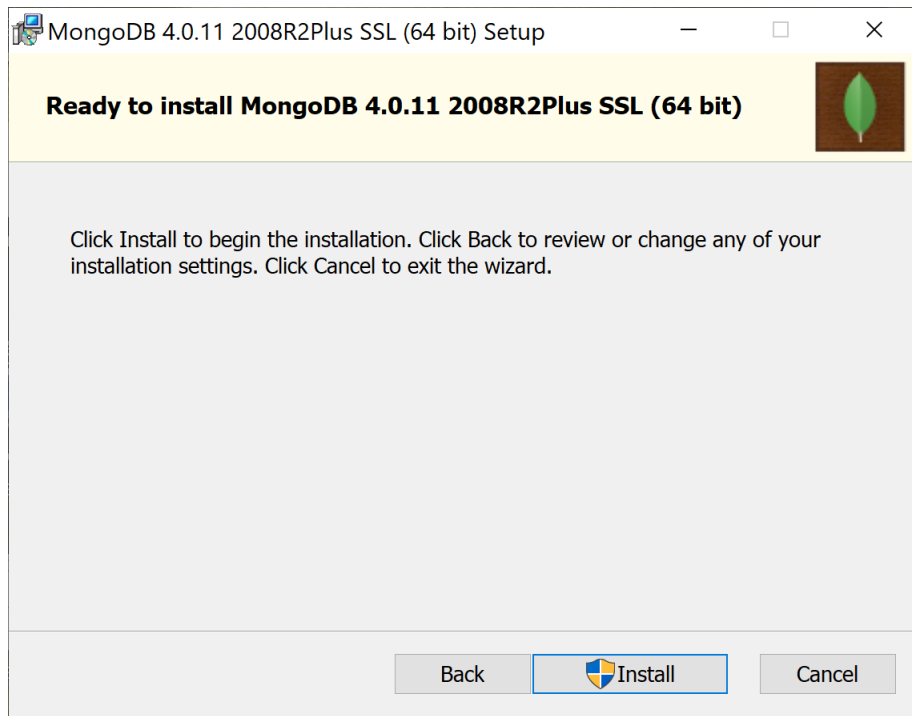 MongoDB 4.0.11 2008R2Plus SSL (64 bit) Setup
Ready to install MongoDB 4.0.11 2008R2Plus SSL (64 bit)
Click Install to begin the installation. Click Back to review or change any of your
installation settings. Click Cancel to exit the wizard.
Back Install Cancel